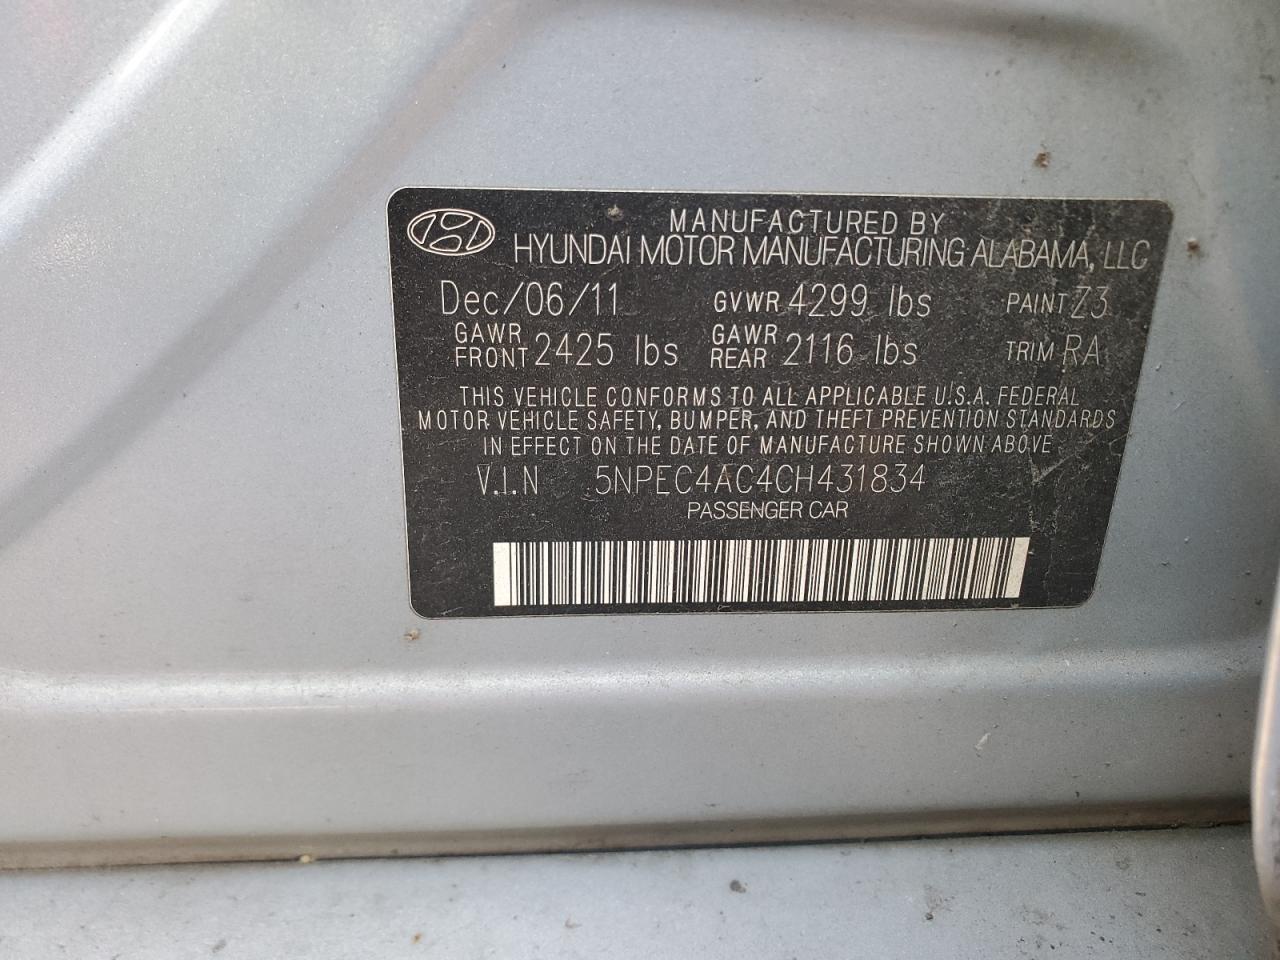 MANUFACTURED BY
HYUNDAI MOTOR MANUFACTURING ALABAMA, LLC
Dec/06/11 GVWR 4299 lbs PAINT Z3
GAWR FRONT 2425 lbs GAWR REAR 2116 lbs TRIM RA
THIS VEHICLE CONFORMS TO ALL APPLICABLE U.S.A. FEDERAL
MOTOR VEHICLE SAFETY, BUMPER, AND THEFT PREVENTION STANDARDS
IN EFFECT ON THE DATE OF MANUFACTURE SHOWN ABOVE
V.I.N 5NPEC4AC4CH431834
PASSENGER CAR